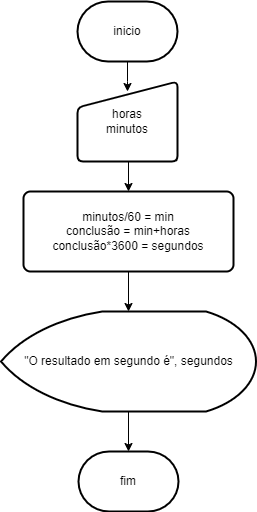 inicio
horas
minutos
minutos/60 = min
conclusão = min+horas
conclusão*3600 = segundos
"O resultado em segundo é", segundos
fim